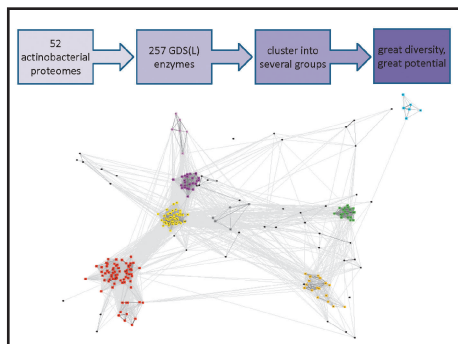 52
actinobacterial
proteomes
257 GDS(L)
enzymes
cluster into
several groups
great diversity,
great potential